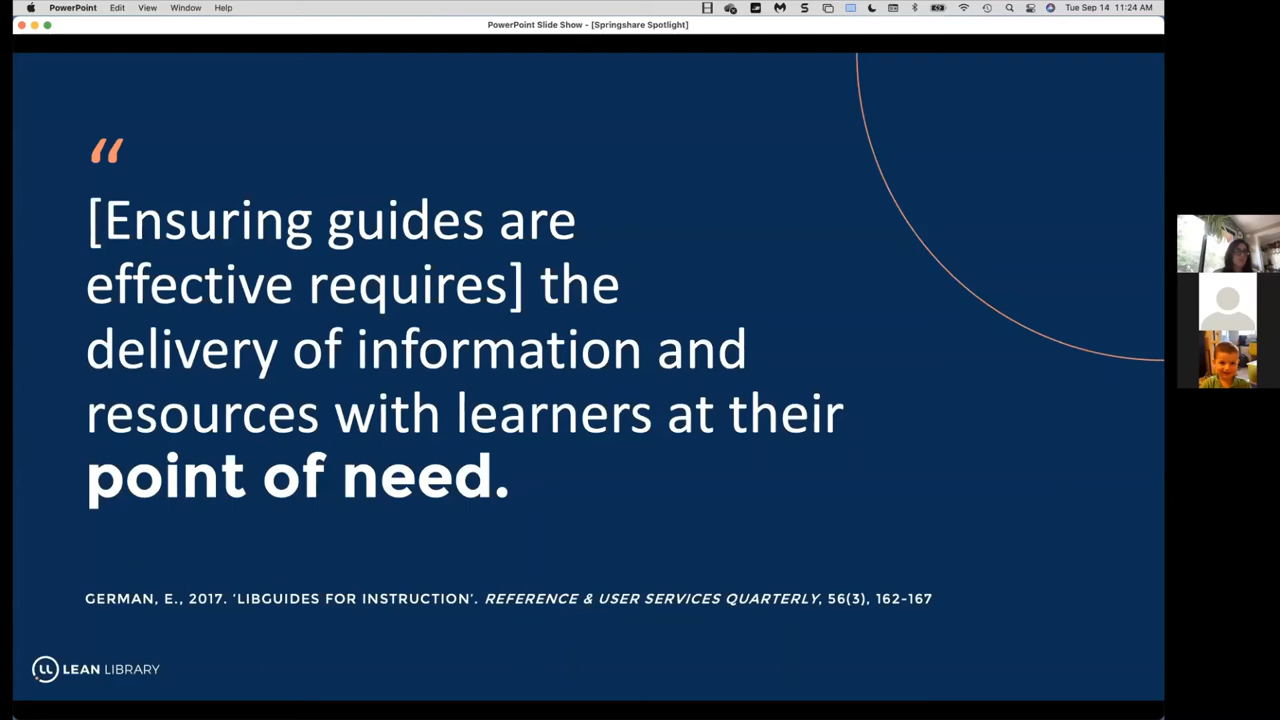 PowerPoint Edit View Window Help Tue Sep 14 11:24 AM
PowerPoint Slide Show - [Springshare Spotlight]
“
[Ensuring guides are
effective requires] the
delivery of information and
resources with learners at their
point of need.
GERMAN, E., 2017. ‘LIBGUIDES FOR INSTRUCTION’. REFERENCE & USER SERVICES QUARTERLY, 56(3), 162-167
LL LEAN LIBRARY